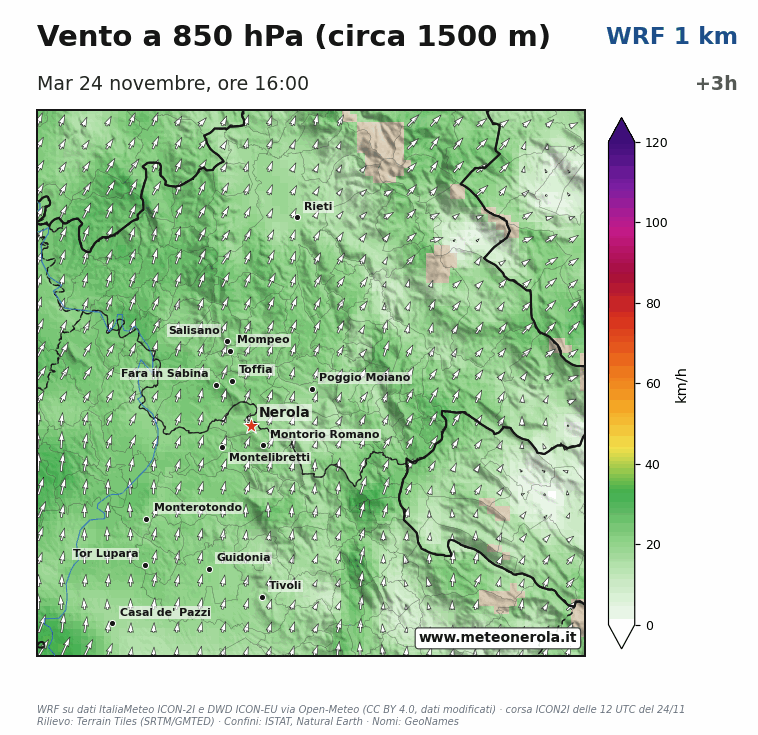 Vento a 850 hPa (circa 1500 m)
WRF 1 km
Mar 24 novembre, ore 16:00
+3h
Rieti
Salisano
Mompeo
Fara in Sabina
Toffia
Poggio Moiano
Nerola
Montorio Romano
Montelibretti
Monterotondo
Tor Lupara
Guidonia
Tivoli
Casal de' Pazzi
www.meteonerola.it
120
100
80
60
40
20
0
km/h
WRF su dati ItaliaMeteo ICON-2I e DWD ICON-EU via Open-Meteo (CC BY 4.0, dati modificati) · corsa ICON2I delle 12 UTC del 24/11
Rilievo: Terrain Tiles (SRTM/GMTED) · Confini: ISTAT, Natural Earth · Nomi: GeoNames